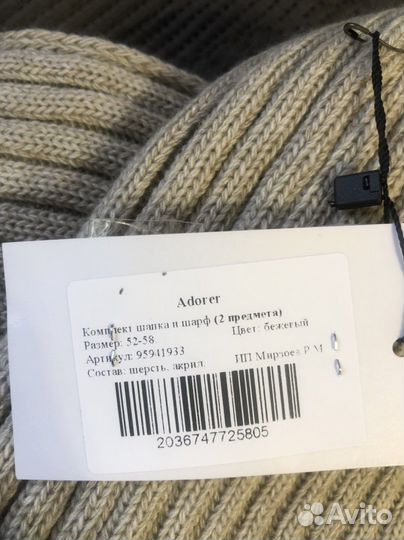 Adorer
Комплект шапка и шарф (2 предмета)
Размер: 52-58 Цвет: бежевый
Артикул: 95941933
Состав: шерсть, акрил. ИП Мирзоев Р.М
2036747725805
Avito